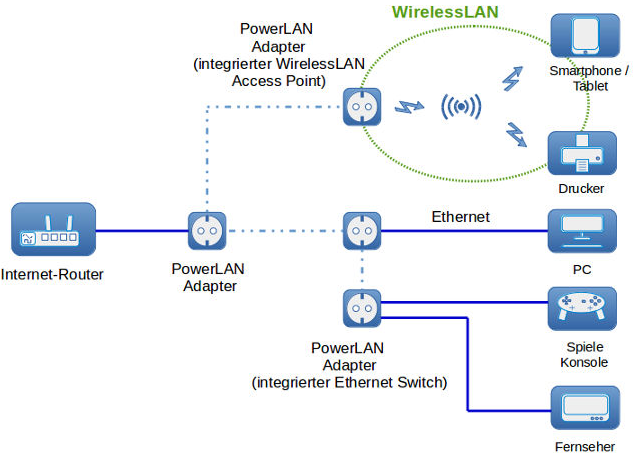 WirelessLAN
PowerLAN
Adapter
(integrierter WirelessLAN
Access Point)
Smartphone /
Tablet
Drucker
Ethernet
Internet-Router
PowerLAN
Adapter
PC
PowerLAN
Adapter
(integrierter Ethernet Switch)
Spiele
Konsole
Fernseher